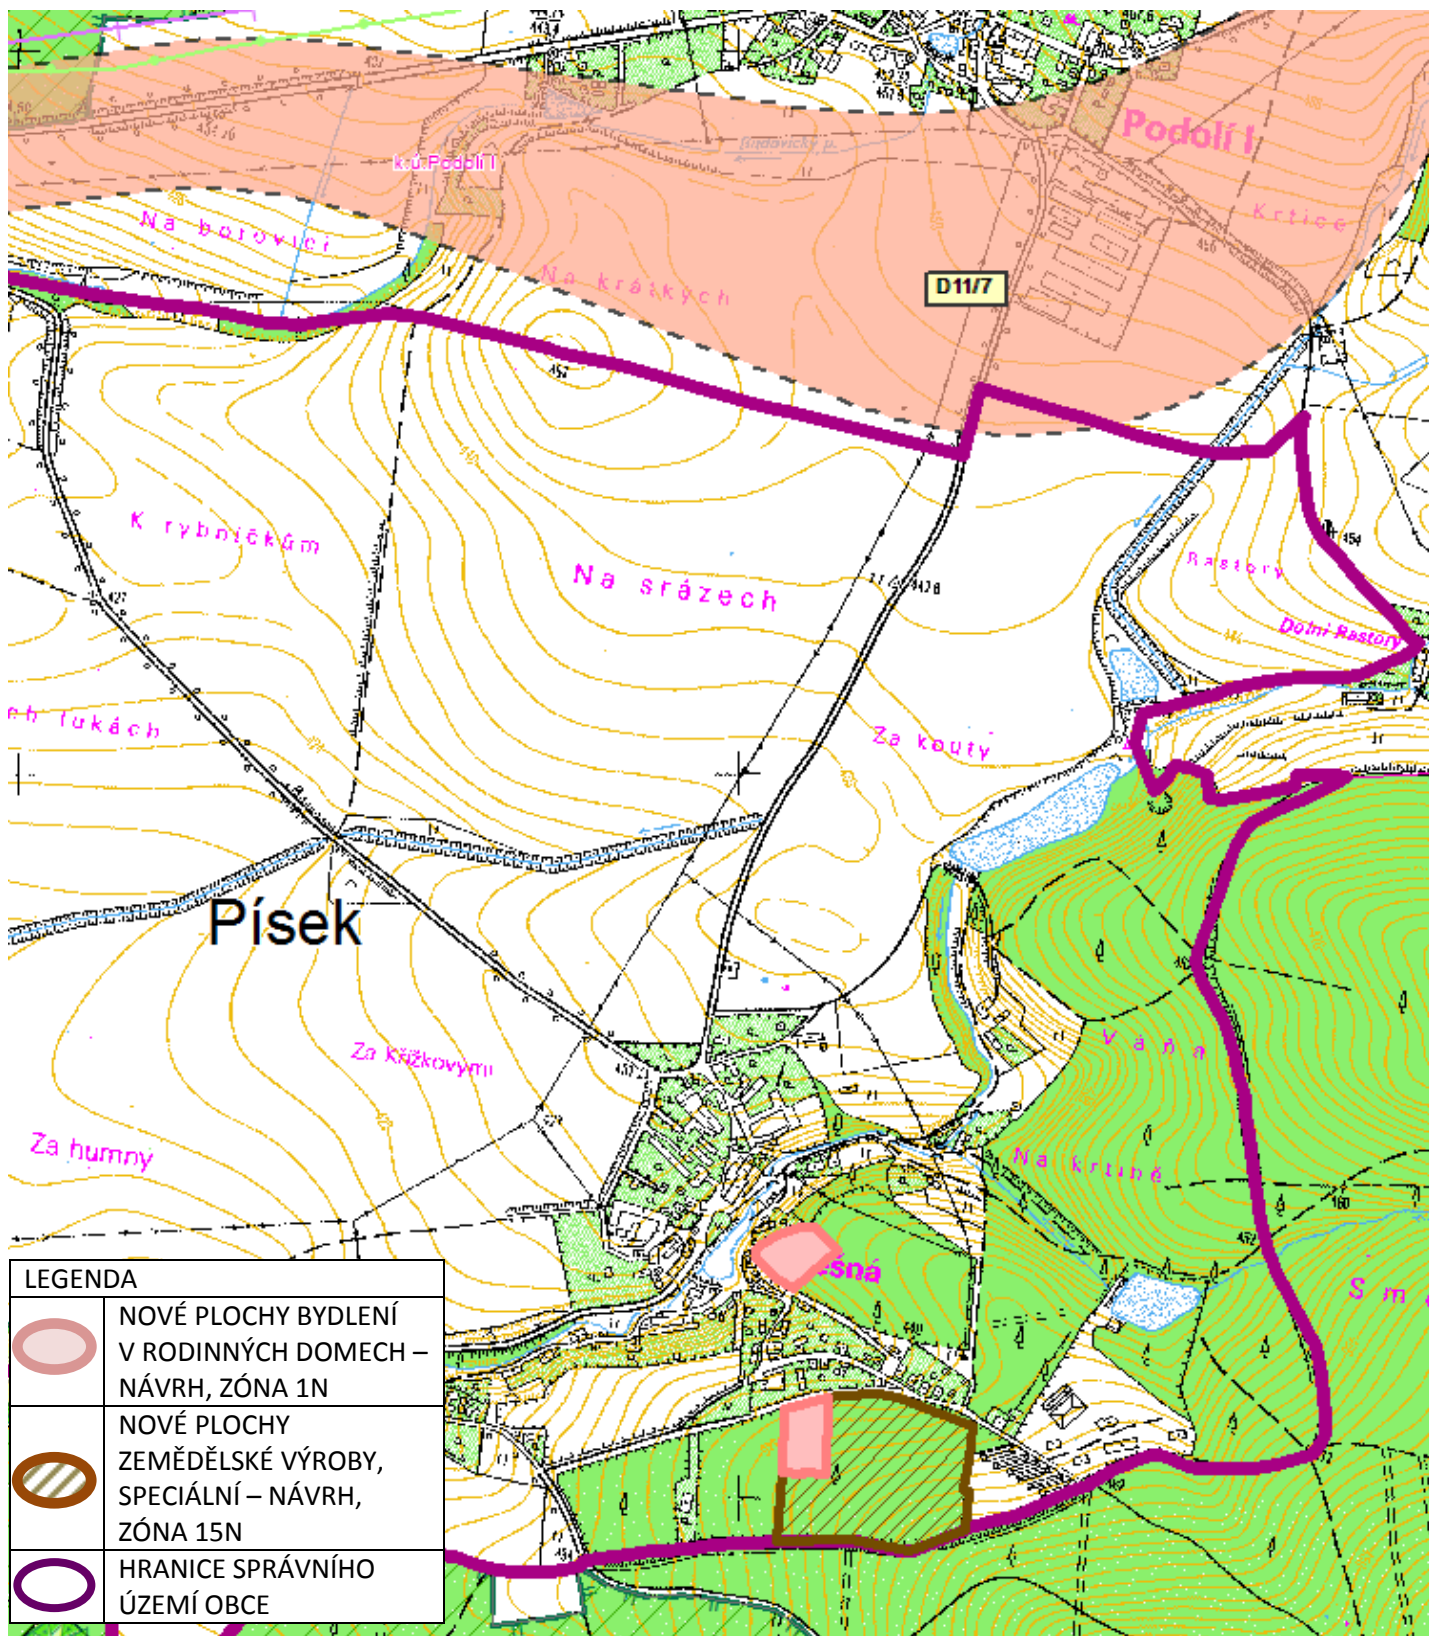 Podolí I
k.ú.Podolí I
Na borovici
Na krátkých
Krtice
D11/7
K rybníčkům
Na srázech
Rastory
Dolní Rastory
ch lukách
Za kouty
Písek
Za křížkovými
Váňa
Za humny
Na krtině
šná
LEGENDA
NOVÉ PLOCHY BYDLENÍ
V RODINNÝCH DOMECH –
NÁVRH, ZÓNA 1N
NOVÉ PLOCHY
ZEMĚDĚLSKÉ VÝROBY,
SPECIÁLNÍ – NÁVRH,
ZÓNA 15N
HRANICE SPRÁVNÍHO
ÚZEMÍ OBCE